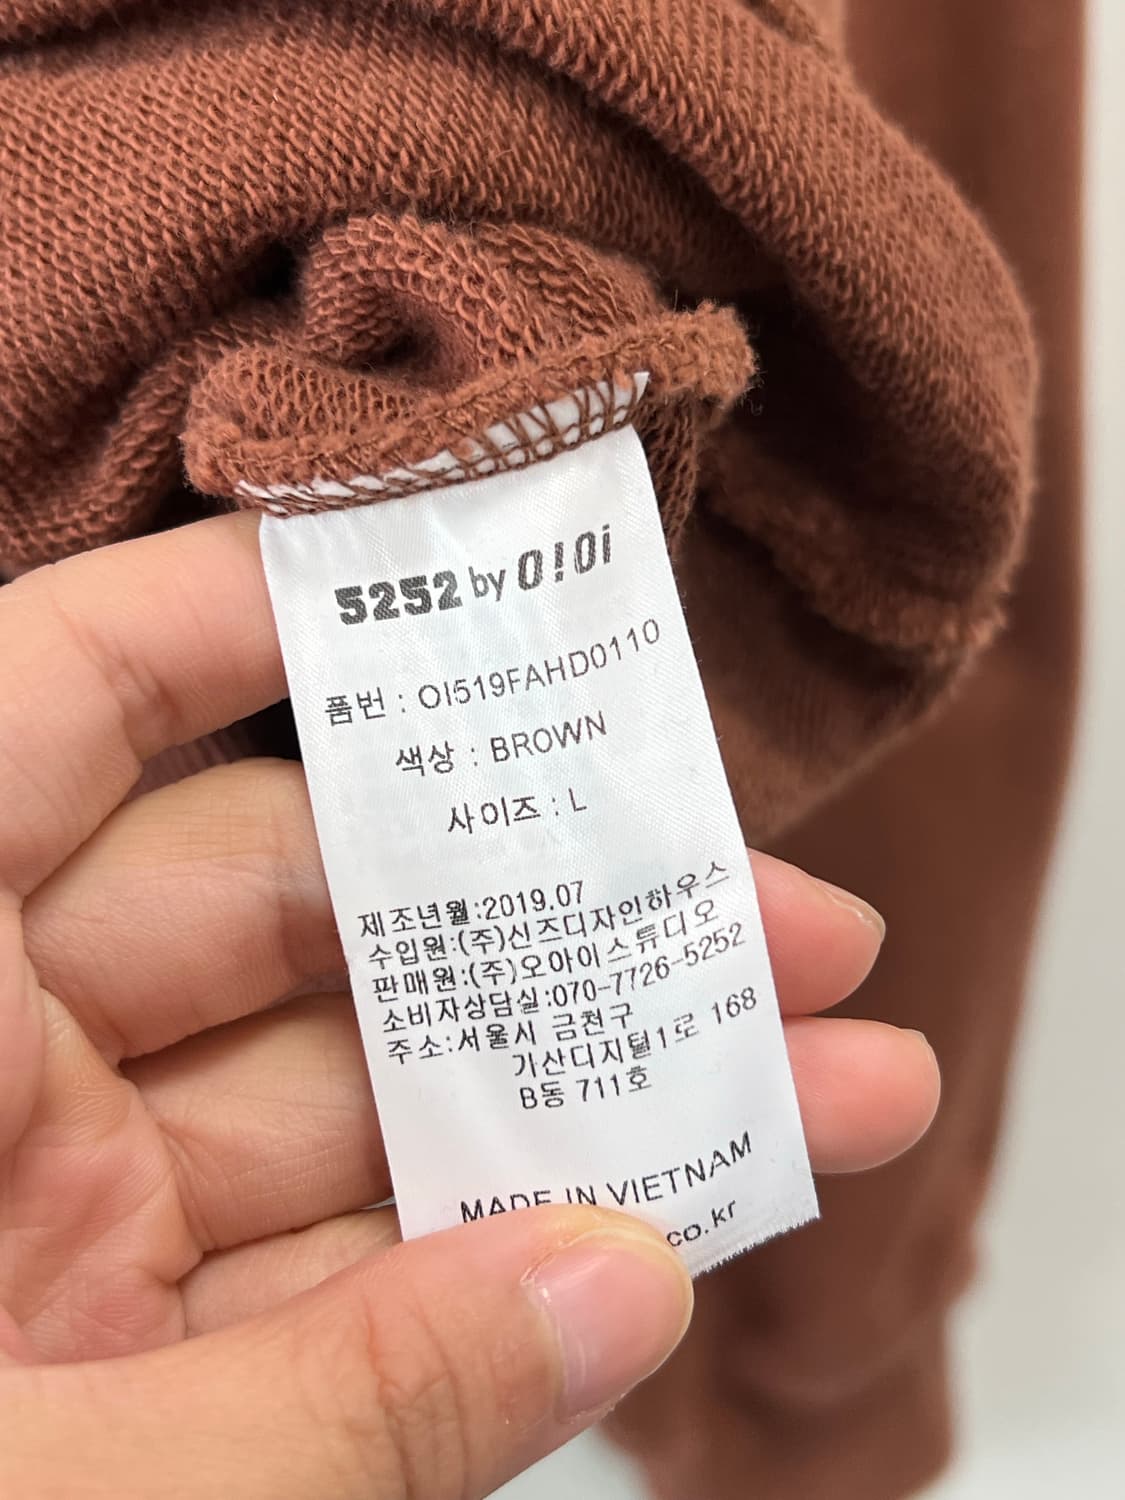 5252 by O!Oi
품번 : OI519FAHD0110
색상 : BROWN
사이즈 : L
제조년월:2019.07
수입원:(주)신즈디자인하우스
판매원:(주)오아이스튜디오
소비자상담실:070-7726-5252
주소:서울시 금천구
가산디지털1로 168
B동 711호
MADE IN VIETNAM
co.kr